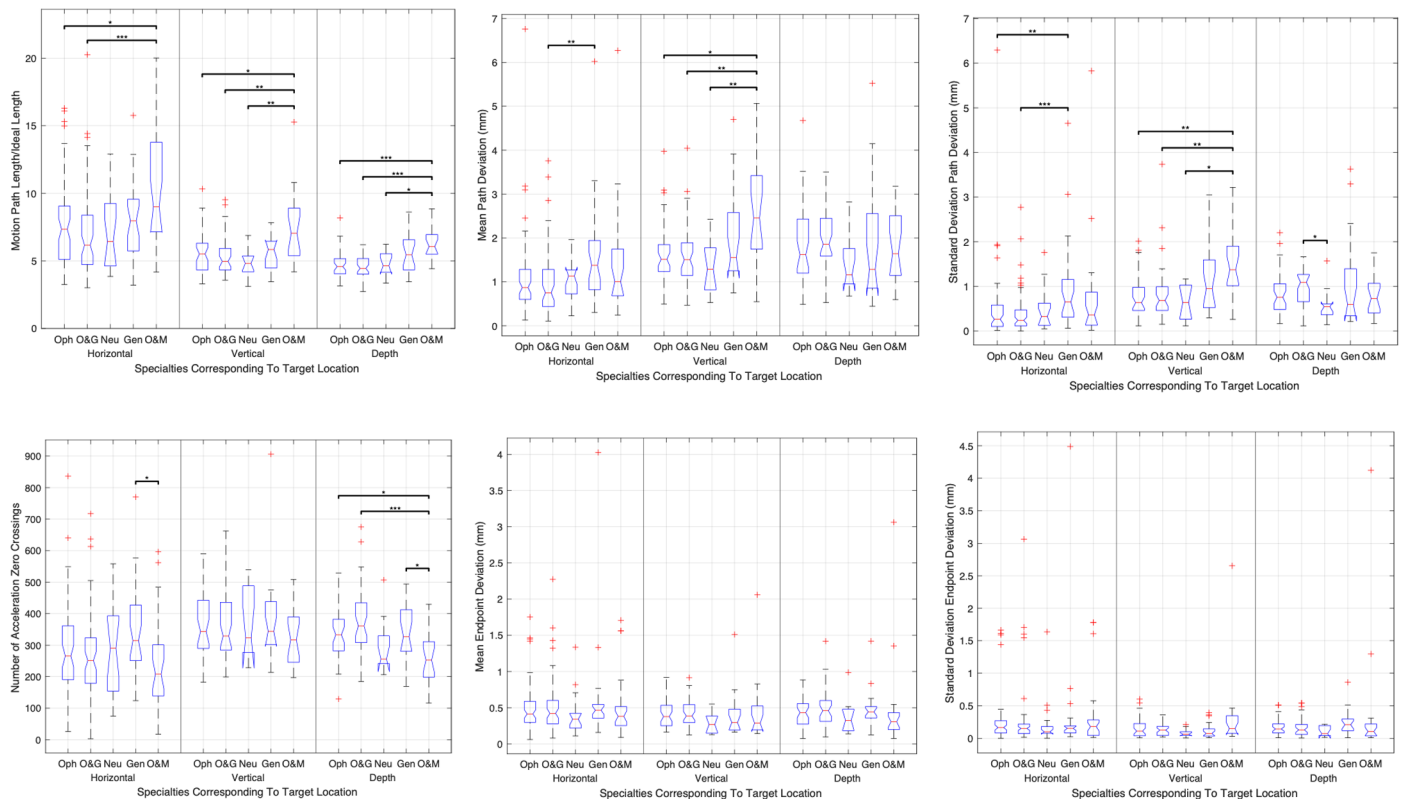 Motion Path Length/Ideal Length
20
15
10
5
0
* *** * ** ** *** *** *
Oph O&G Neu Gen O&M Oph O&G Neu Gen O&M Oph O&G Neu Gen O&M
Horizontal Vertical Depth
Specialties Corresponding To Target Location
Mean Path Deviation (mm)
7
6
5
4
3
2
1
0
** * ** **
Oph O&G Neu Gen O&M Oph O&G Neu Gen O&M Oph O&G Neu Gen O&M
Horizontal Vertical Depth
Specialties Corresponding To Target Location
Standard Deviation Path Deviation (mm)
7
6
5
4
3
2
1
0
** *** ** ** * *
Oph O&G Neu Gen O&M Oph O&G Neu Gen O&M Oph O&G Neu Gen O&M
Horizontal Vertical Depth
Specialties Corresponding To Target Location
Number of Acceleration Zero Crossings
900
800
700
600
500
400
300
200
100
0
* * *** *
Oph O&G Neu Gen O&M Oph O&G Neu Gen O&M Oph O&G Neu Gen O&M
Horizontal Vertical Depth
Specialties Corresponding To Target Location
Mean Endpoint Deviation (mm)
4
3.5
3
2.5
2
1.5
1
0.5
0
Oph O&G Neu Gen O&M Oph O&G Neu Gen O&M Oph O&G Neu Gen O&M
Horizontal Vertical Depth
Specialties Corresponding To Target Location
Standard Deviation Endpoint Deviation (mm)
4.5
4
3.5
3
2.5
2
1.5
1
0.5
0
Oph O&G Neu Gen O&M Oph O&G Neu Gen O&M Oph O&G Neu Gen O&M
Horizontal Vertical Depth
Specialties Corresponding To Target Location